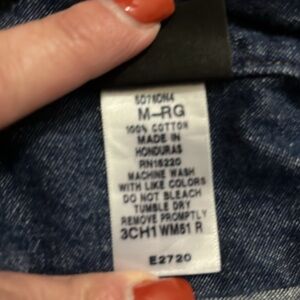 5078DN4
M-RG
100% COTTON
MADE IN
HONDURAS
RN15220
MACHINE WASH
WITH LIKE COLORS
DO NOT BLEACH
TUMBLE DRY
REMOVE PROMPTLY
3CH1 WM51 R
E2720